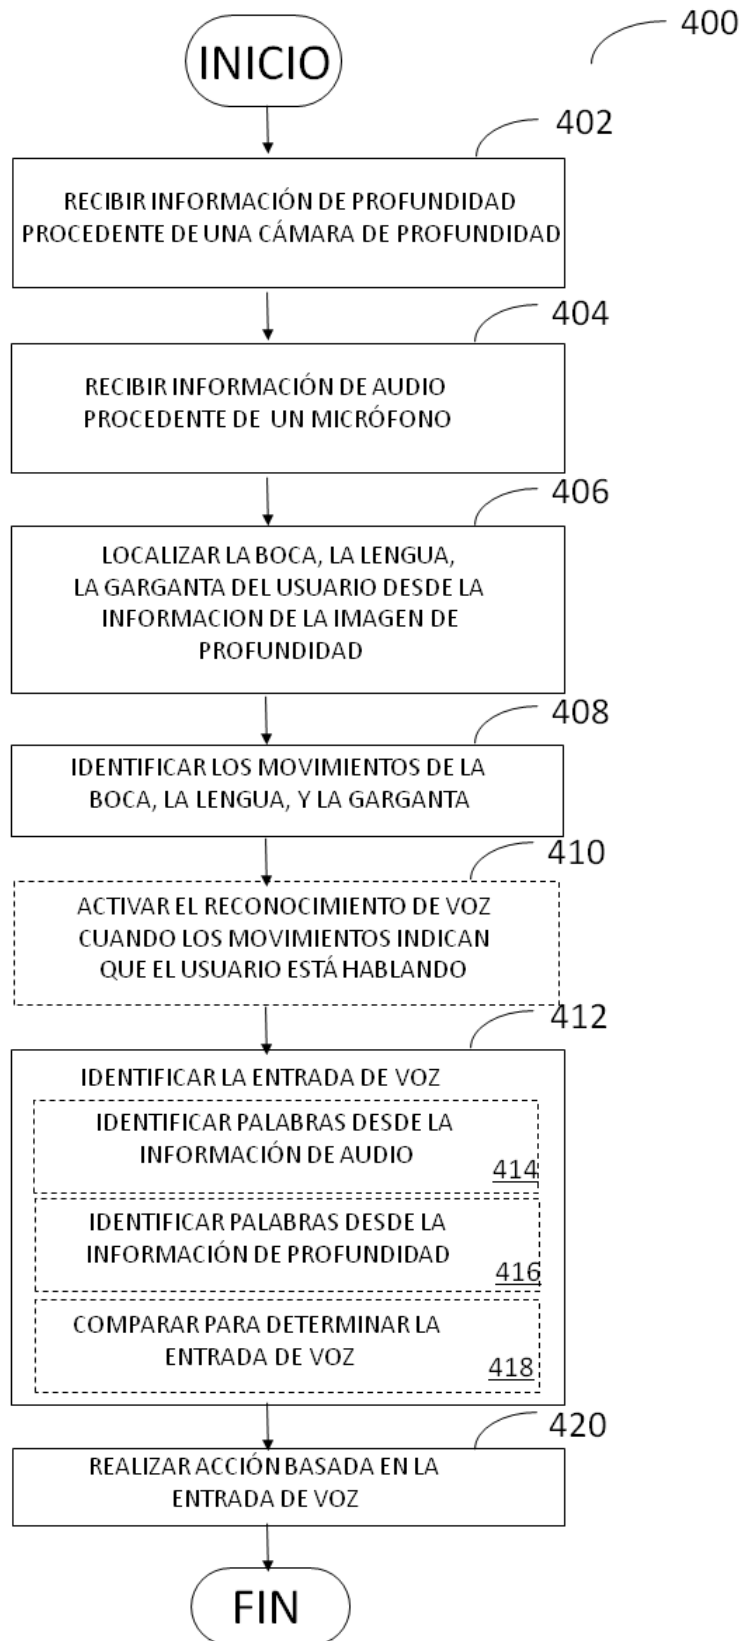 400
INICIO
402
RECIBIR INFORMACIÓN DE PROFUNDIDAD
PROCEDENTE DE UNA CÁMARA DE PROFUNDIDAD
404
RECIBIR INFORMACIÓN DE AUDIO
PROCEDENTE DE UN MICRÓFONO
406
LOCALIZAR LA BOCA, LA LENGUA,
LA GARGANTA DEL USUARIO DESDE LA
INFORMACION DE LA IMAGEN DE
PROFUNDIDAD
408
IDENTIFICAR LOS MOVIMIENTOS DE LA
BOCA, LA LENGUA, Y LA GARGANTA
410
ACTIVAR EL RECONOCIMIENTO DE VOZ
CUANDO LOS MOVIMIENTOS INDICAN
QUE EL USUARIO ESTÁ HABLANDO
412
IDENTIFICAR LA ENTRADA DE VOZ
IDENTIFICAR PALABRAS DESDE LA
INFORMACIÓN DE AUDIO
414
IDENTIFICAR PALABRAS DESDE LA
INFORMACIÓN DE PROFUNDIDAD
416
COMPARAR PARA DETERMINAR LA
ENTRADA DE VOZ
418
420
REALIZAR ACCIÓN BASADA EN LA
ENTRADA DE VOZ
FIN